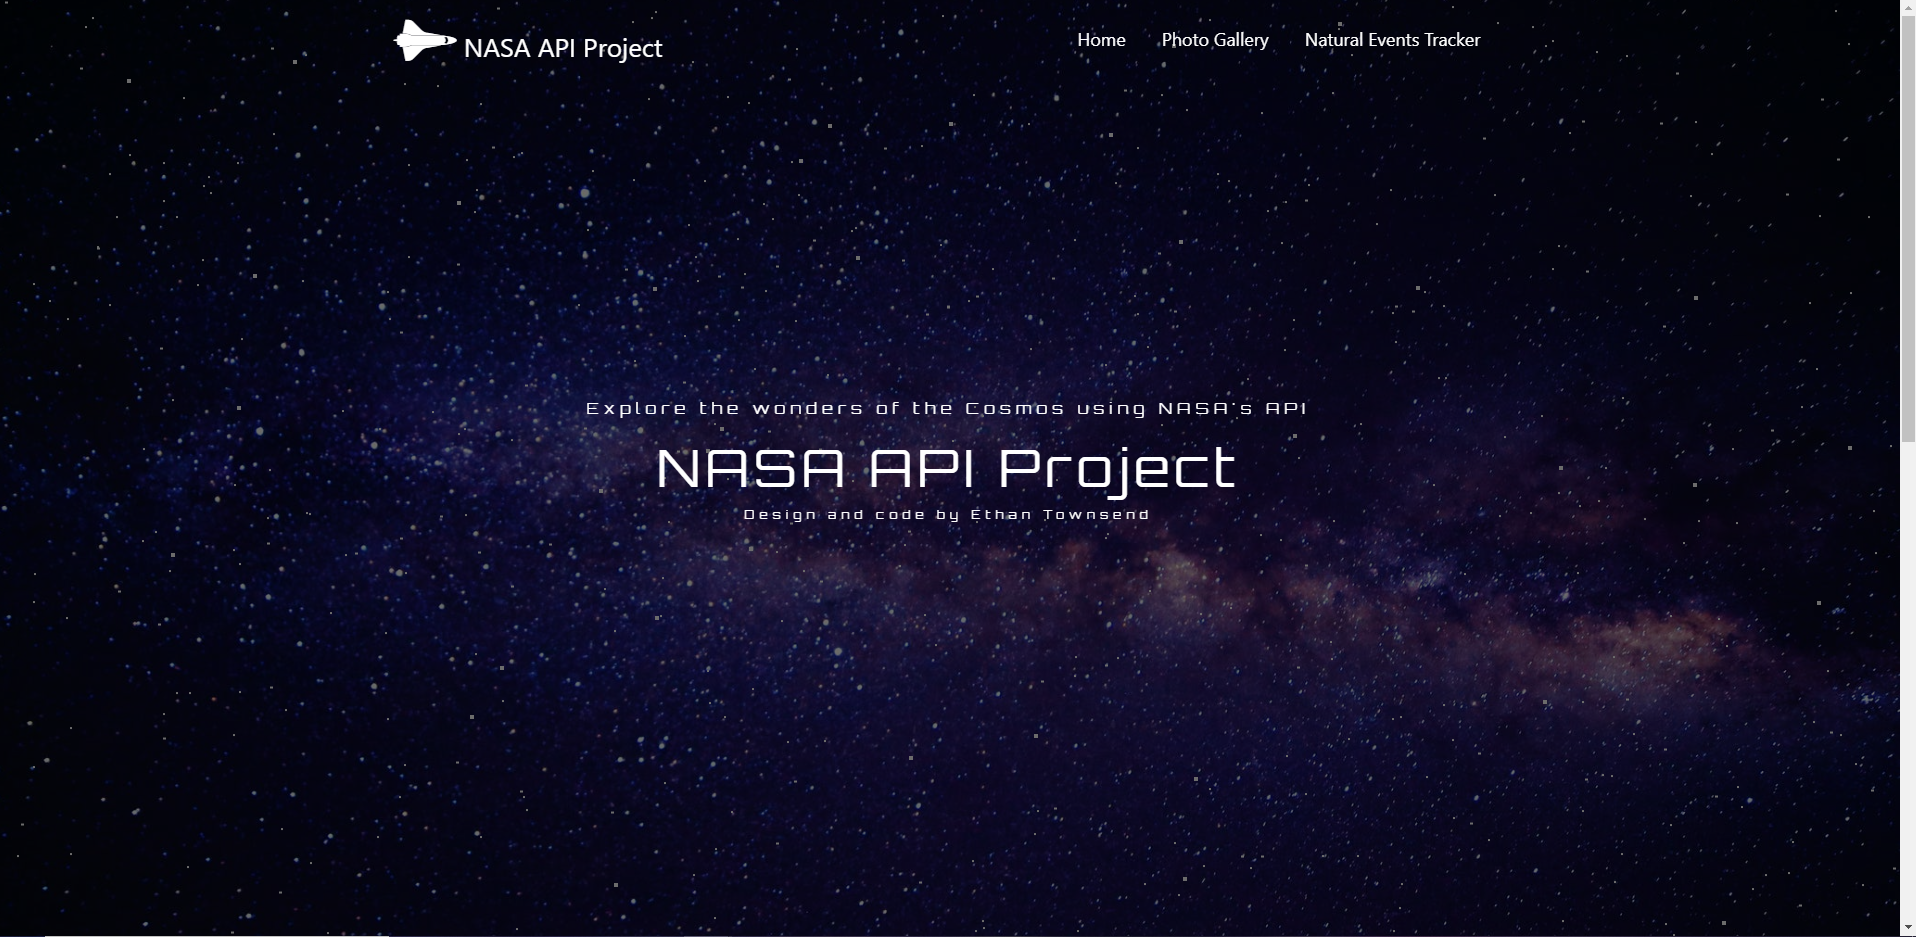 NASA API Project
Home
Photo Gallery
Natural Events Tracker
Explore the wonders of the Cosmos using NASA's API
NASA API Project
Design and code by Ethan Townsend